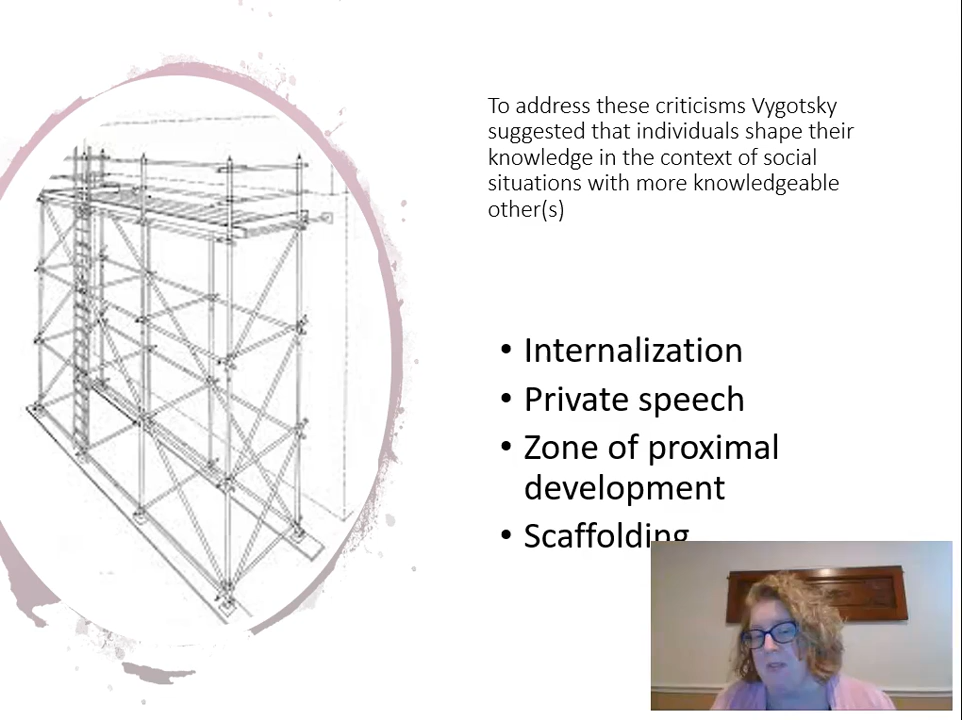 To address these criticisms Vygotsky
suggested that individuals shape their
knowledge in the context of social
situations with more knowledgeable
other(s)
• Internalization
• Private speech
• Zone of proximal
development
• Scaffolding